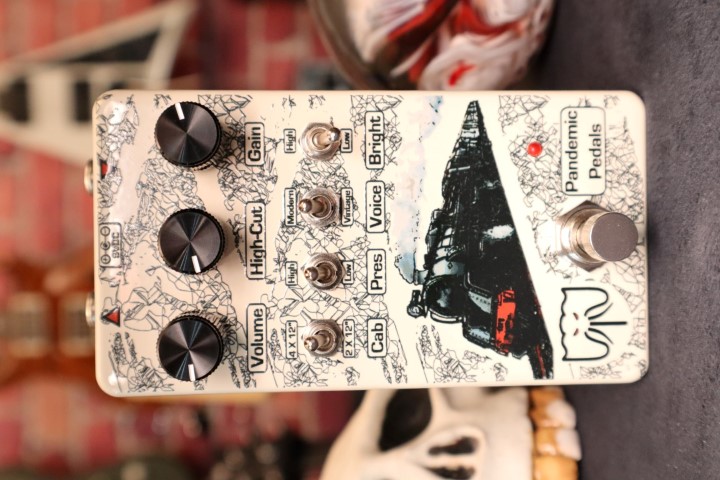 9VDC
Volume High-Cut Gain
4 X 12" High Modern High
2 X 12" Low Vintage Low
Cab Pres Voice Bright
Pandemic
Pedals